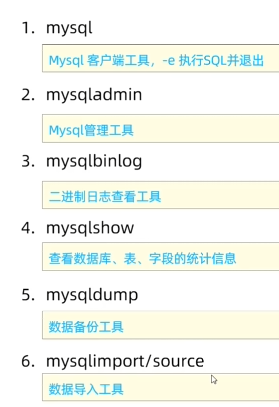 1. mysql
Mysql 客户端工具，-e 执行SQL并退出
2. mysqladmin
Mysql管理工具
3. mysqlbinlog
二进制日志查看工具
4. mysqlshow
查看数据库、表、字段的统计信息
5. mysqldump
数据备份工具
6. mysqlimport/source
数据导入工具